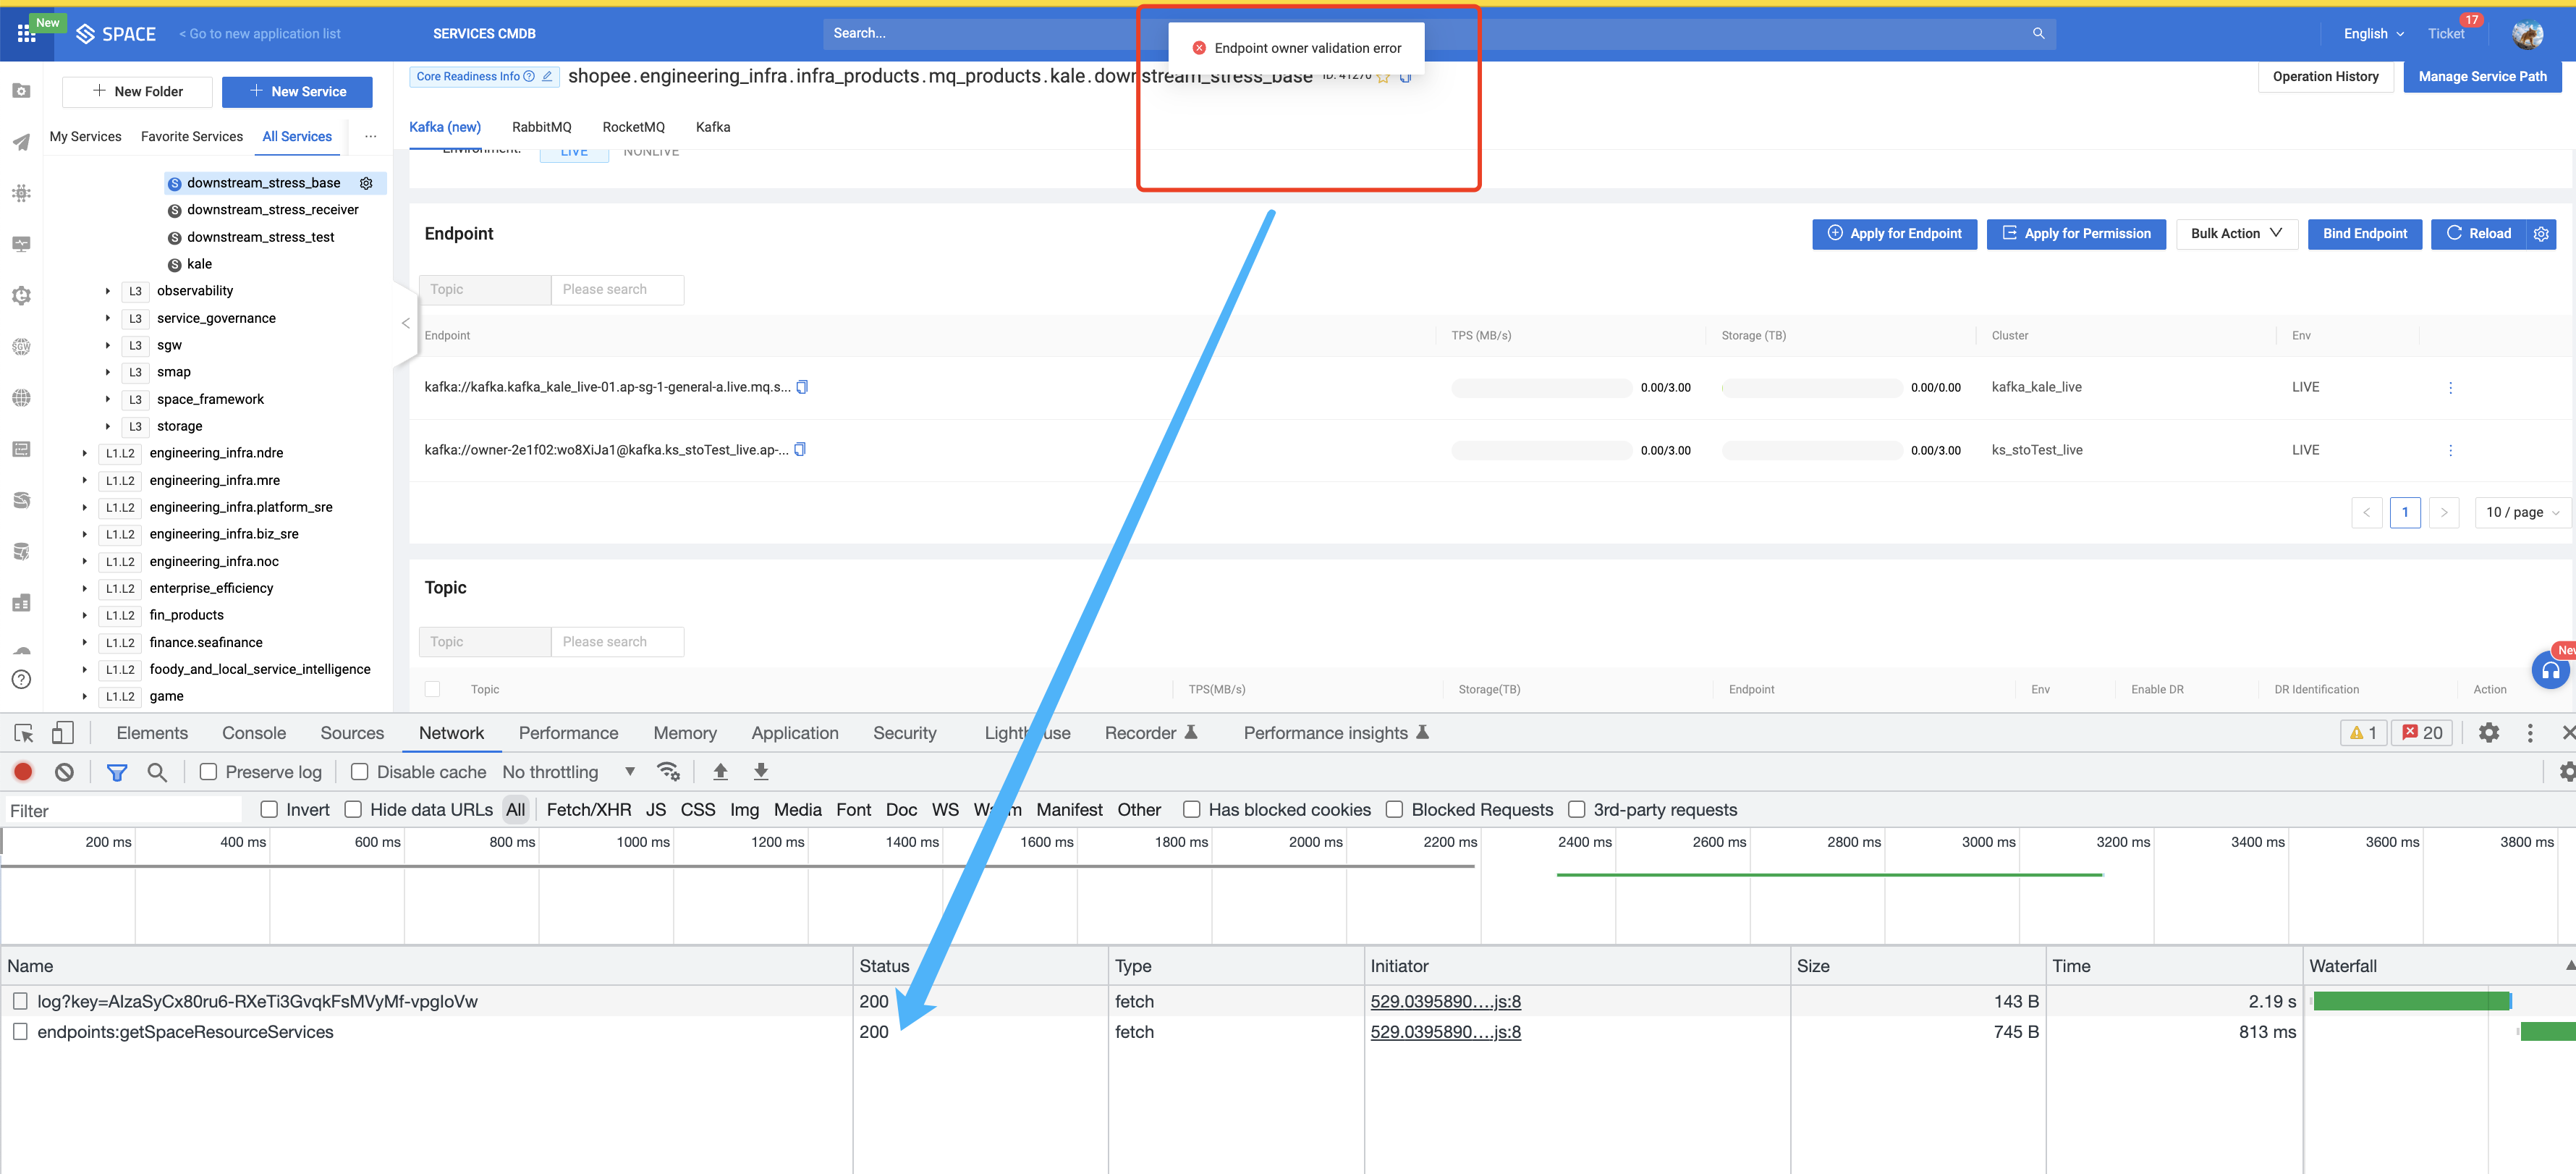 New
SPACE
< Go to new application list
SERVICES CMDB
Search...
Endpoint owner validation error
English
Ticket
17
New Folder
New Service
Core Readiness Info
shopee.engineering_infra.infra_products.mq_products.kale.downstream_stress_base
ID: 41270
Operation History
Manage Service Path
My Services
Favorite Services
All Services
...
Kafka (new)
RabbitMQ
RocketMQ
Kafka
Environment:
LIVE
NONLIVE
downstream_stress_base
downstream_stress_receiver
downstream_stress_test
kale
L3 observability
L3 service_governance
L3 sgw
L3 smap
L3 space_framework
L3 storage
L1.L2 engineering_infra.ndre
L1.L2 engineering_infra.mre
L1.L2 engineering_infra.platform_sre
L1.L2 engineering_infra.biz_sre
L1.L2 engineering_infra.noc
L1.L2 enterprise_efficiency
L1.L2 fin_products
L1.L2 finance.seafinance
L1.L2 foody_and_local_service_intelligence
L1.L2 game
SGW
Endpoint
Apply for Endpoint
Apply for Permission
Bulk Action
Bind Endpoint
Reload
Topic
Please search
Endpoint
TPS (MB/s)
Storage (TB)
Cluster
Env
kafka://kafka.kafka_kale_live-01.ap-sg-1-general-a.live.mq.s...
0.00/3.00
0.00/0.00
kafka_kale_live
LIVE
kafka://owner-2e1f02:wo8XiJa1@kafka.ks_stoTest_live.ap-...
0.00/3.00
0.00/3.00
ks_stoTest_live
LIVE
< 1 >
10 / page
Topic
Topic
Please search
Topic
TPS(MB/s)
Storage(TB)
Endpoint
Env
Enable DR
DR Identification
Action
New
Elements
Console
Sources
Network
Performance
Memory
Application
Security
Lighthouse
Recorder
Performance insights
1
20
Preserve log
Disable cache
No throttling
Filter
Invert
Hide data URLs
All
Fetch/XHR
JS
CSS
Img
Media
Font
Doc
WS
Manifest
Other
Has blocked cookies
Blocked Requests
3rd-party requests
200 ms
400 ms
600 ms
800 ms
1000 ms
1200 ms
1400 ms
1600 ms
1800 ms
2000 ms
2200 ms
2400 ms
2600 ms
2800 ms
3000 ms
3200 ms
3400 ms
3600 ms
3800 ms
Name
Status
Type
Initiator
Size
Time
Waterfall
log?key=AIzaSyCx80ru6-RXeTi3GvqkFsMVyMf-vpgIoVw
200
fetch
529.0395890....js:8
143 B
2.19 s
endpoints:getSpaceResourceServices
200
fetch
529.0395890....js:8
745 B
813 ms